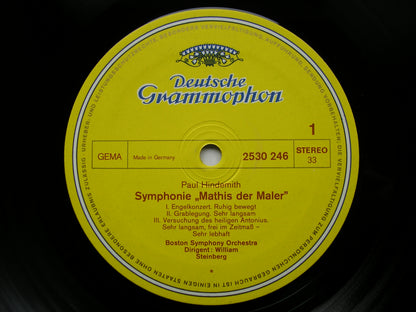 Deutsche
Grammophon
1
GEMA
Made in Germany
2530 246
STEREO
33
Paul Hindemith
Symphonie „Mathis der Maler”
I. Engelkonzert. Ruhig bewegt
II. Grablegung. Sehr langsam
III. Versuchung des heiligen Antonius.
Sehr langsam, frei im Zeitmaß –
Sehr lebhaft
Boston Symphony Orchestra
Dirigent: William
Steinberg